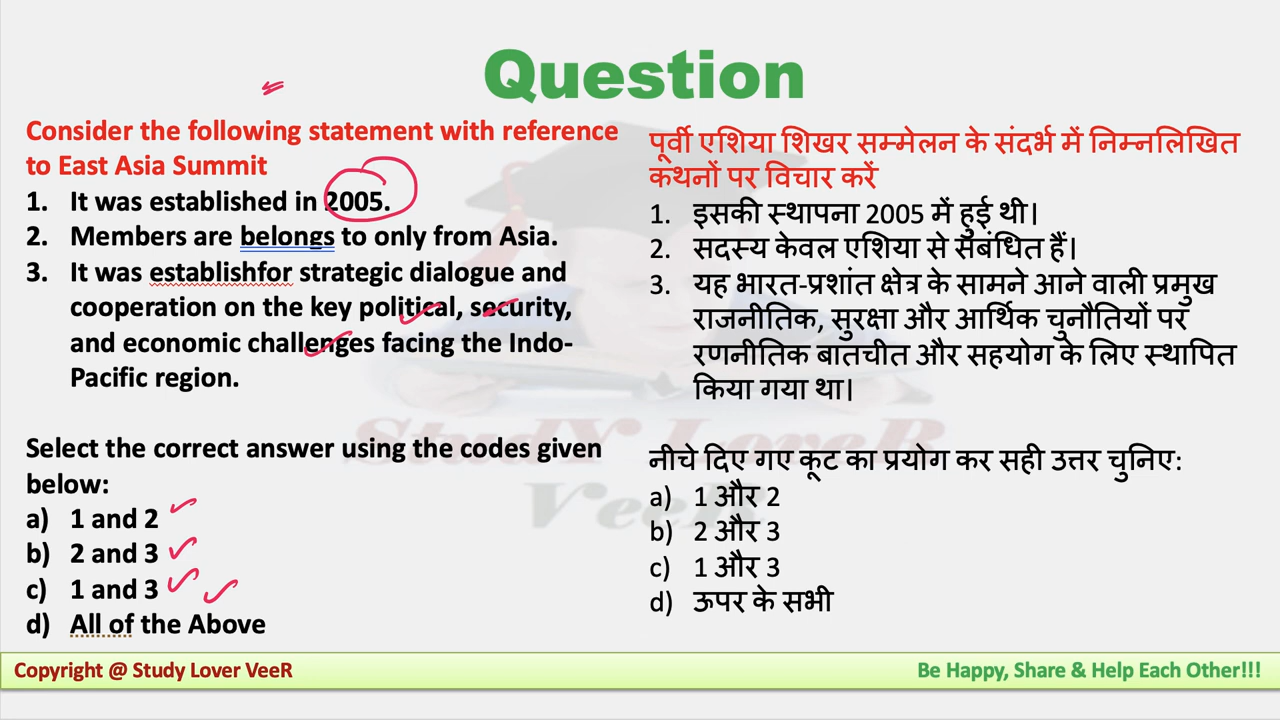 Question
Consider the following statement with reference
to East Asia Summit
1. It was established in 2005.
2. Members are belongs to only from Asia.
3. It was establishfor strategic dialogue and
cooperation on the key political, security,
and economic challenges facing the Indo-
Pacific region.
Select the correct answer using the codes given
below:
a) 1 and 2
b) 2 and 3
c) 1 and 3
d) All of the Above
पूर्वी एशिया शिखर सम्मेलन के संदर्भ में निम्नलिखित
कथनों पर विचार करें
1. इसकी स्थापना 2005 में हुई थी।
2. सदस्य केवल एशिया से संबंधित हैं।
3. यह भारत-प्रशांत क्षेत्र के सामने आने वाली प्रमुख
राजनीतिक, सुरक्षा और आर्थिक चुनौतियों पर
रणनीतिक बातचीत और सहयोग के लिए स्थापित
किया गया था।
नीचे दिए गए कूट का प्रयोग कर सही उत्तर चुनिए:
a) 1 और 2
b) 2 और 3
c) 1 और 3
d) ऊपर के सभी
StudY LoveR
VeeR
Copyright @ Study Lover VeeR
Be Happy, Share & Help Each Other!!!